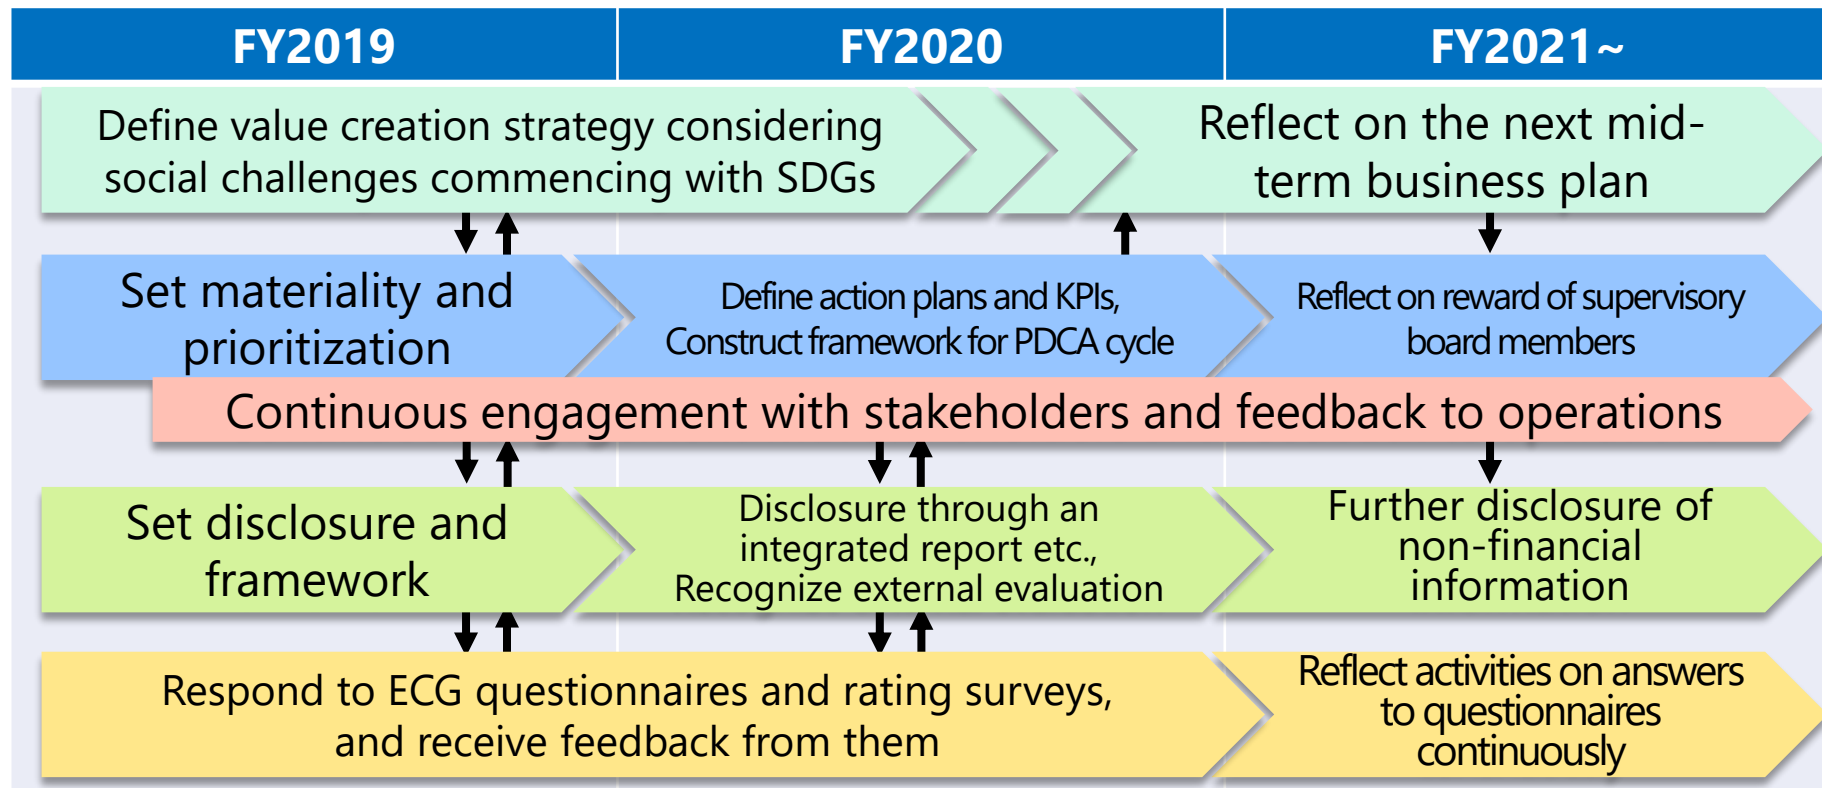 FY2019
FY2020
FY2021~
Define value creation strategy considering
social challenges commencing with SDGs
Reflect on the next mid-
term business plan
Set materiality and
prioritization
Define action plans and KPIs,
Construct framework for PDCA cycle
Reflect on reward of supervisory
board members
Continuous engagement with stakeholders and feedback to operations
Set disclosure and
framework
Disclosure through an
integrated report etc.,
Recognize external evaluation
Further disclosure of
non-financial
information
Respond to ECG questionnaires and rating surveys,
and receive feedback from them
Reflect activities on answers
to questionnaires
continuously